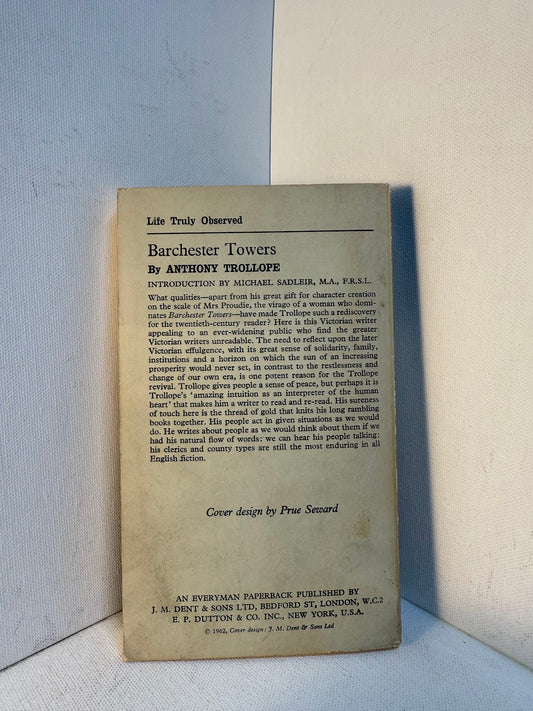 Life Truly Observed
Barchester Towers
By ANTHONY TROLLOPE
INTRODUCTION BY MICHAEL SADLEIR, M.A., F.R.S.L.
What qualities—apart from his great gift for character creation
on the scale of Mrs Proudie, the virago of a woman who domi-
nates Barchester Towers—have made Trollope such a rediscovery
for the twentieth-century reader? Here is this Victorian writer
appealing to an ever-widening public who find the greater
Victorian writers unreadable. The need to reflect upon the later
Victorian effulgence, with its great sense of solidarity, family,
institutions and a horizon on which the sun of an increasing
prosperity would never set, in contrast to the restlessness and
change of our own era, is one potent reason for the Trollope
revival. Trollope gives people a sense of peace, but perhaps it is
Trollope's 'amazing intuition as an interpreter of the human
heart' that makes him a writer to read and re-read. His sureness
of touch here is the thread of gold that knits his long rambling
books together. His people act in given situations as we would
do. He writes about people as we would think about them if we
had his natural flow of words: we can hear his people talking:
his clerics and county types are still the most enduring in all
English fiction.
Cover design by Prue Seward
AN EVERYMAN PAPERBACK PUBLISHED BY
J. M. DENT & SONS LTD, BEDFORD ST, LONDON, W.C.2
E. P. DUTTON & CO. INC., NEW YORK, U.S.A.
© 1962, Cover design: J. M. Dent & Sons Ltd